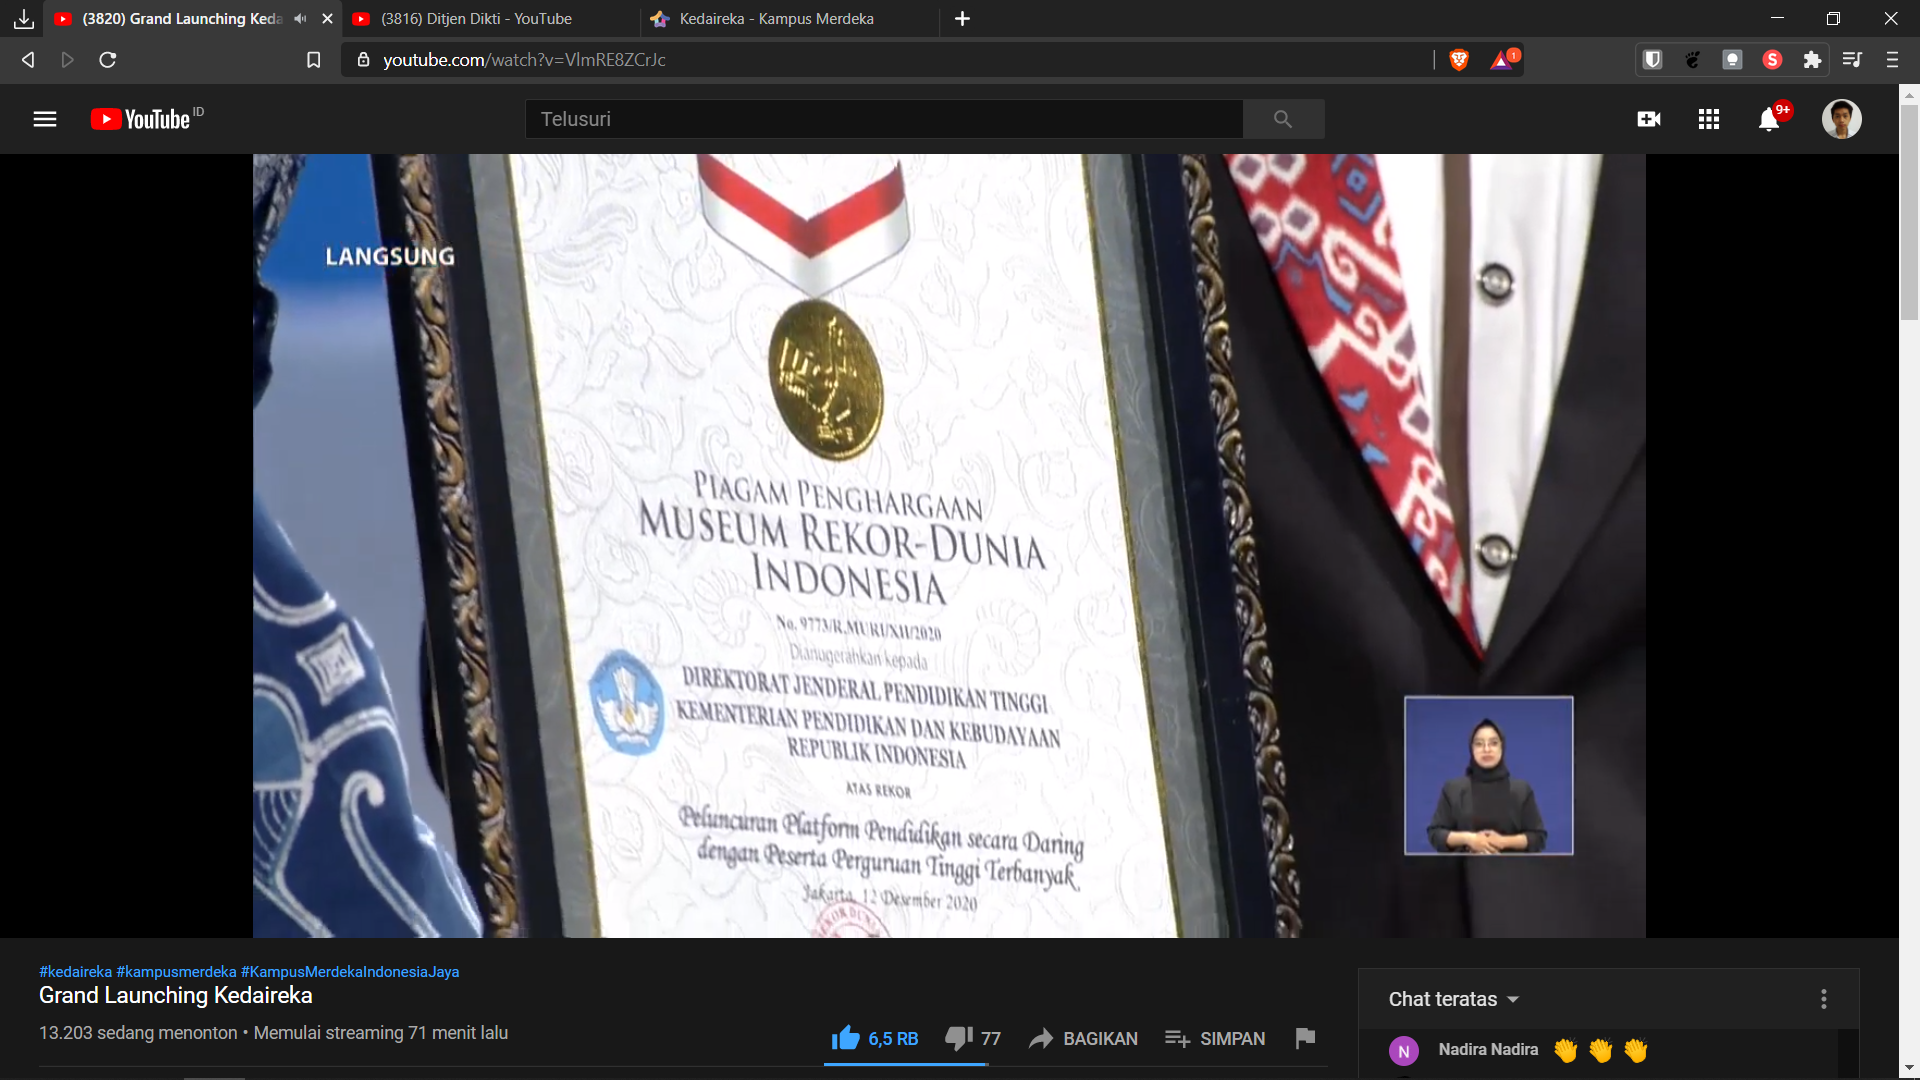 (3820) Grand Launching Keda
(3816) Ditjen Dikti - YouTube
Kedaireka - Kampus Merdeka
youtube.com/watch?v=VlmRE8ZCrJc
1
S
YouTube ID
Telusuri
9+
LANGSUNG
PIAGAM PENGHARGAAN
MUSEUM REKOR-DUNIA
INDONESIA
No. 9773/R.MURI/XII/2020
Dianugerahkan kepada
DIREKTORAT JENDERAL PENDIDIKAN TINGGI
KEMENTERIAN PENDIDIKAN DAN KEBUDAYAAN
REPUBLIK INDONESIA
ATAS REKOR
Peluncuran Platform Pendidikan secara Daring
dengan Peserta Perguruan Tinggi Terbanyak
Jakarta, 12 Desember 2020
#kedaireka #kampusmerdeka #KampusMerdekaIndonesiaJaya
Grand Launching Kedaireka
13.203 sedang menonton • Memulai streaming 71 menit lalu
6,5 RB
77
BAGIKAN
SIMPAN
Chat teratas
N
Nadira Nadira 👏 👏 👏